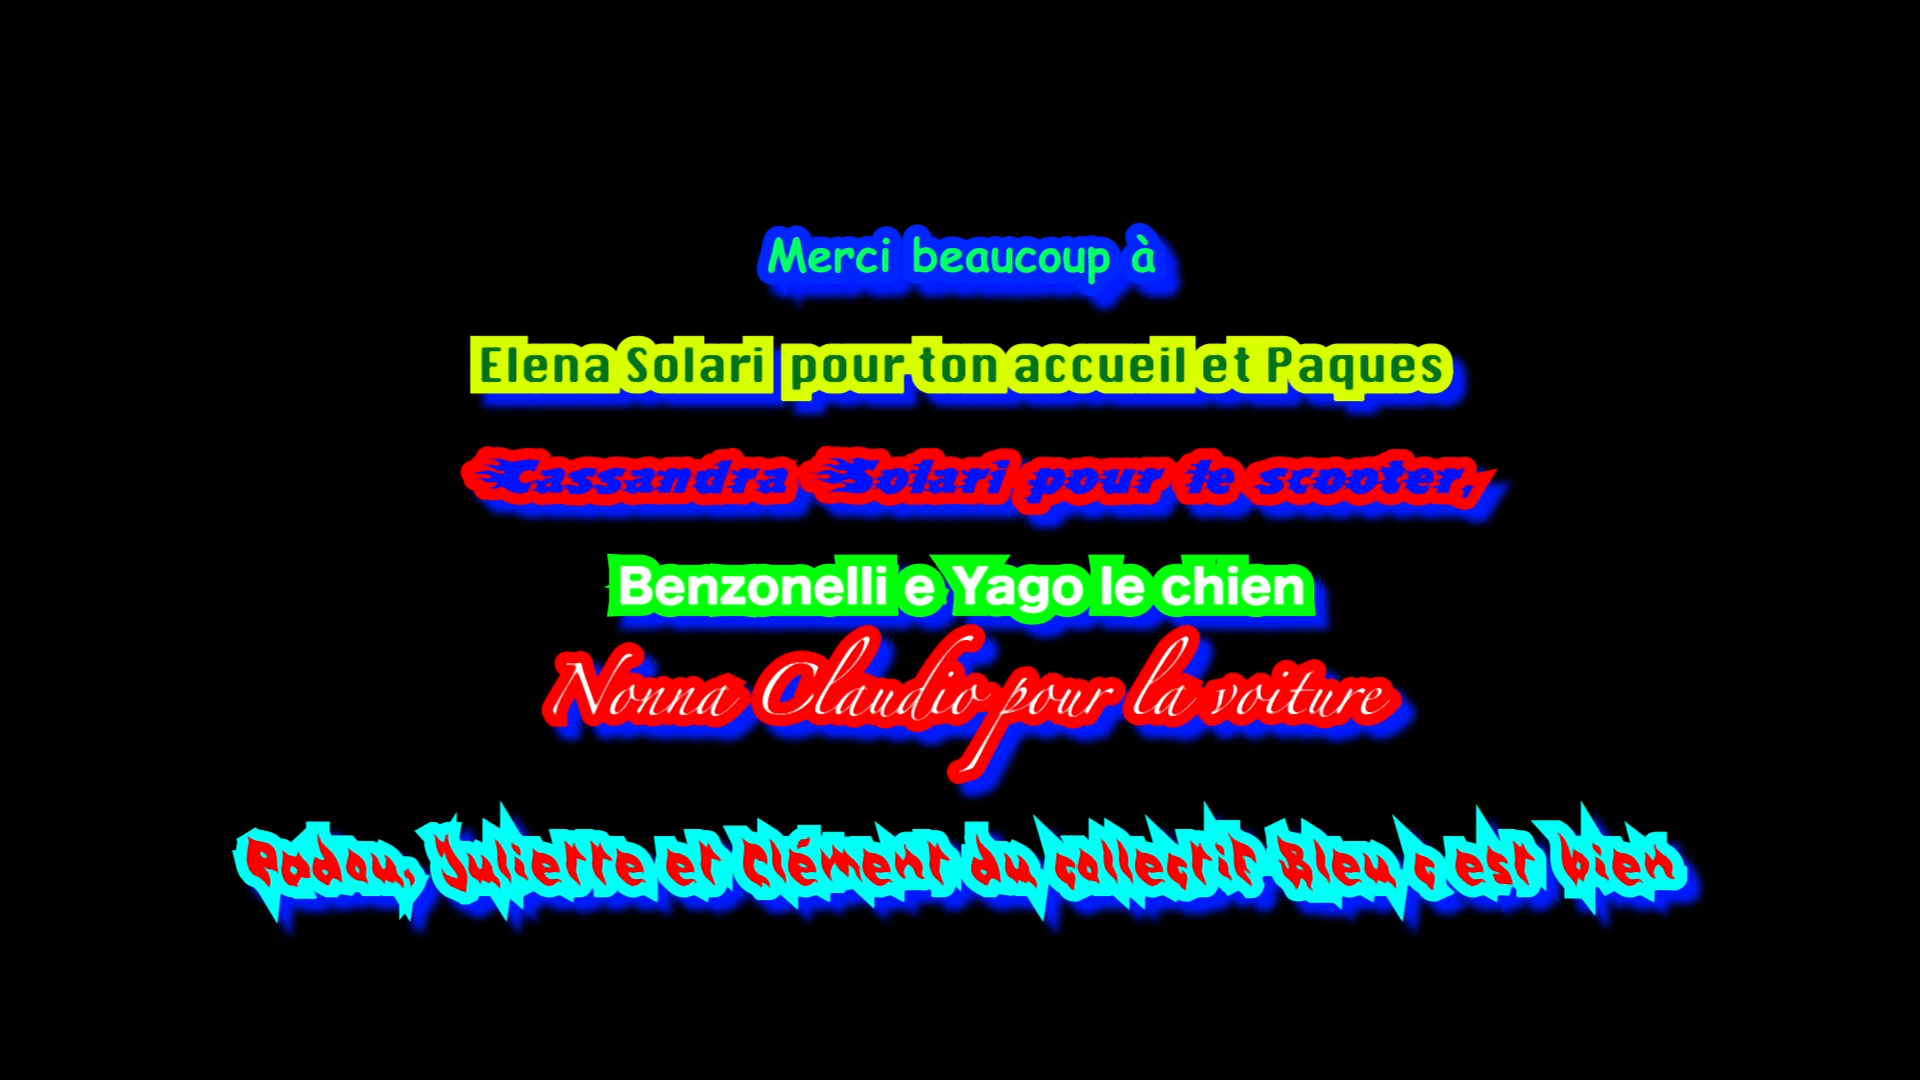 Merci beaucoup à
Elena Solari pour ton accueil et Paques
Cassandra Solari pour le scooter,
Benzonelli e Yago le chien
Nonna Claudio pour la voiture
Padou, Juliette et Clément du collectif Bleu c est bien